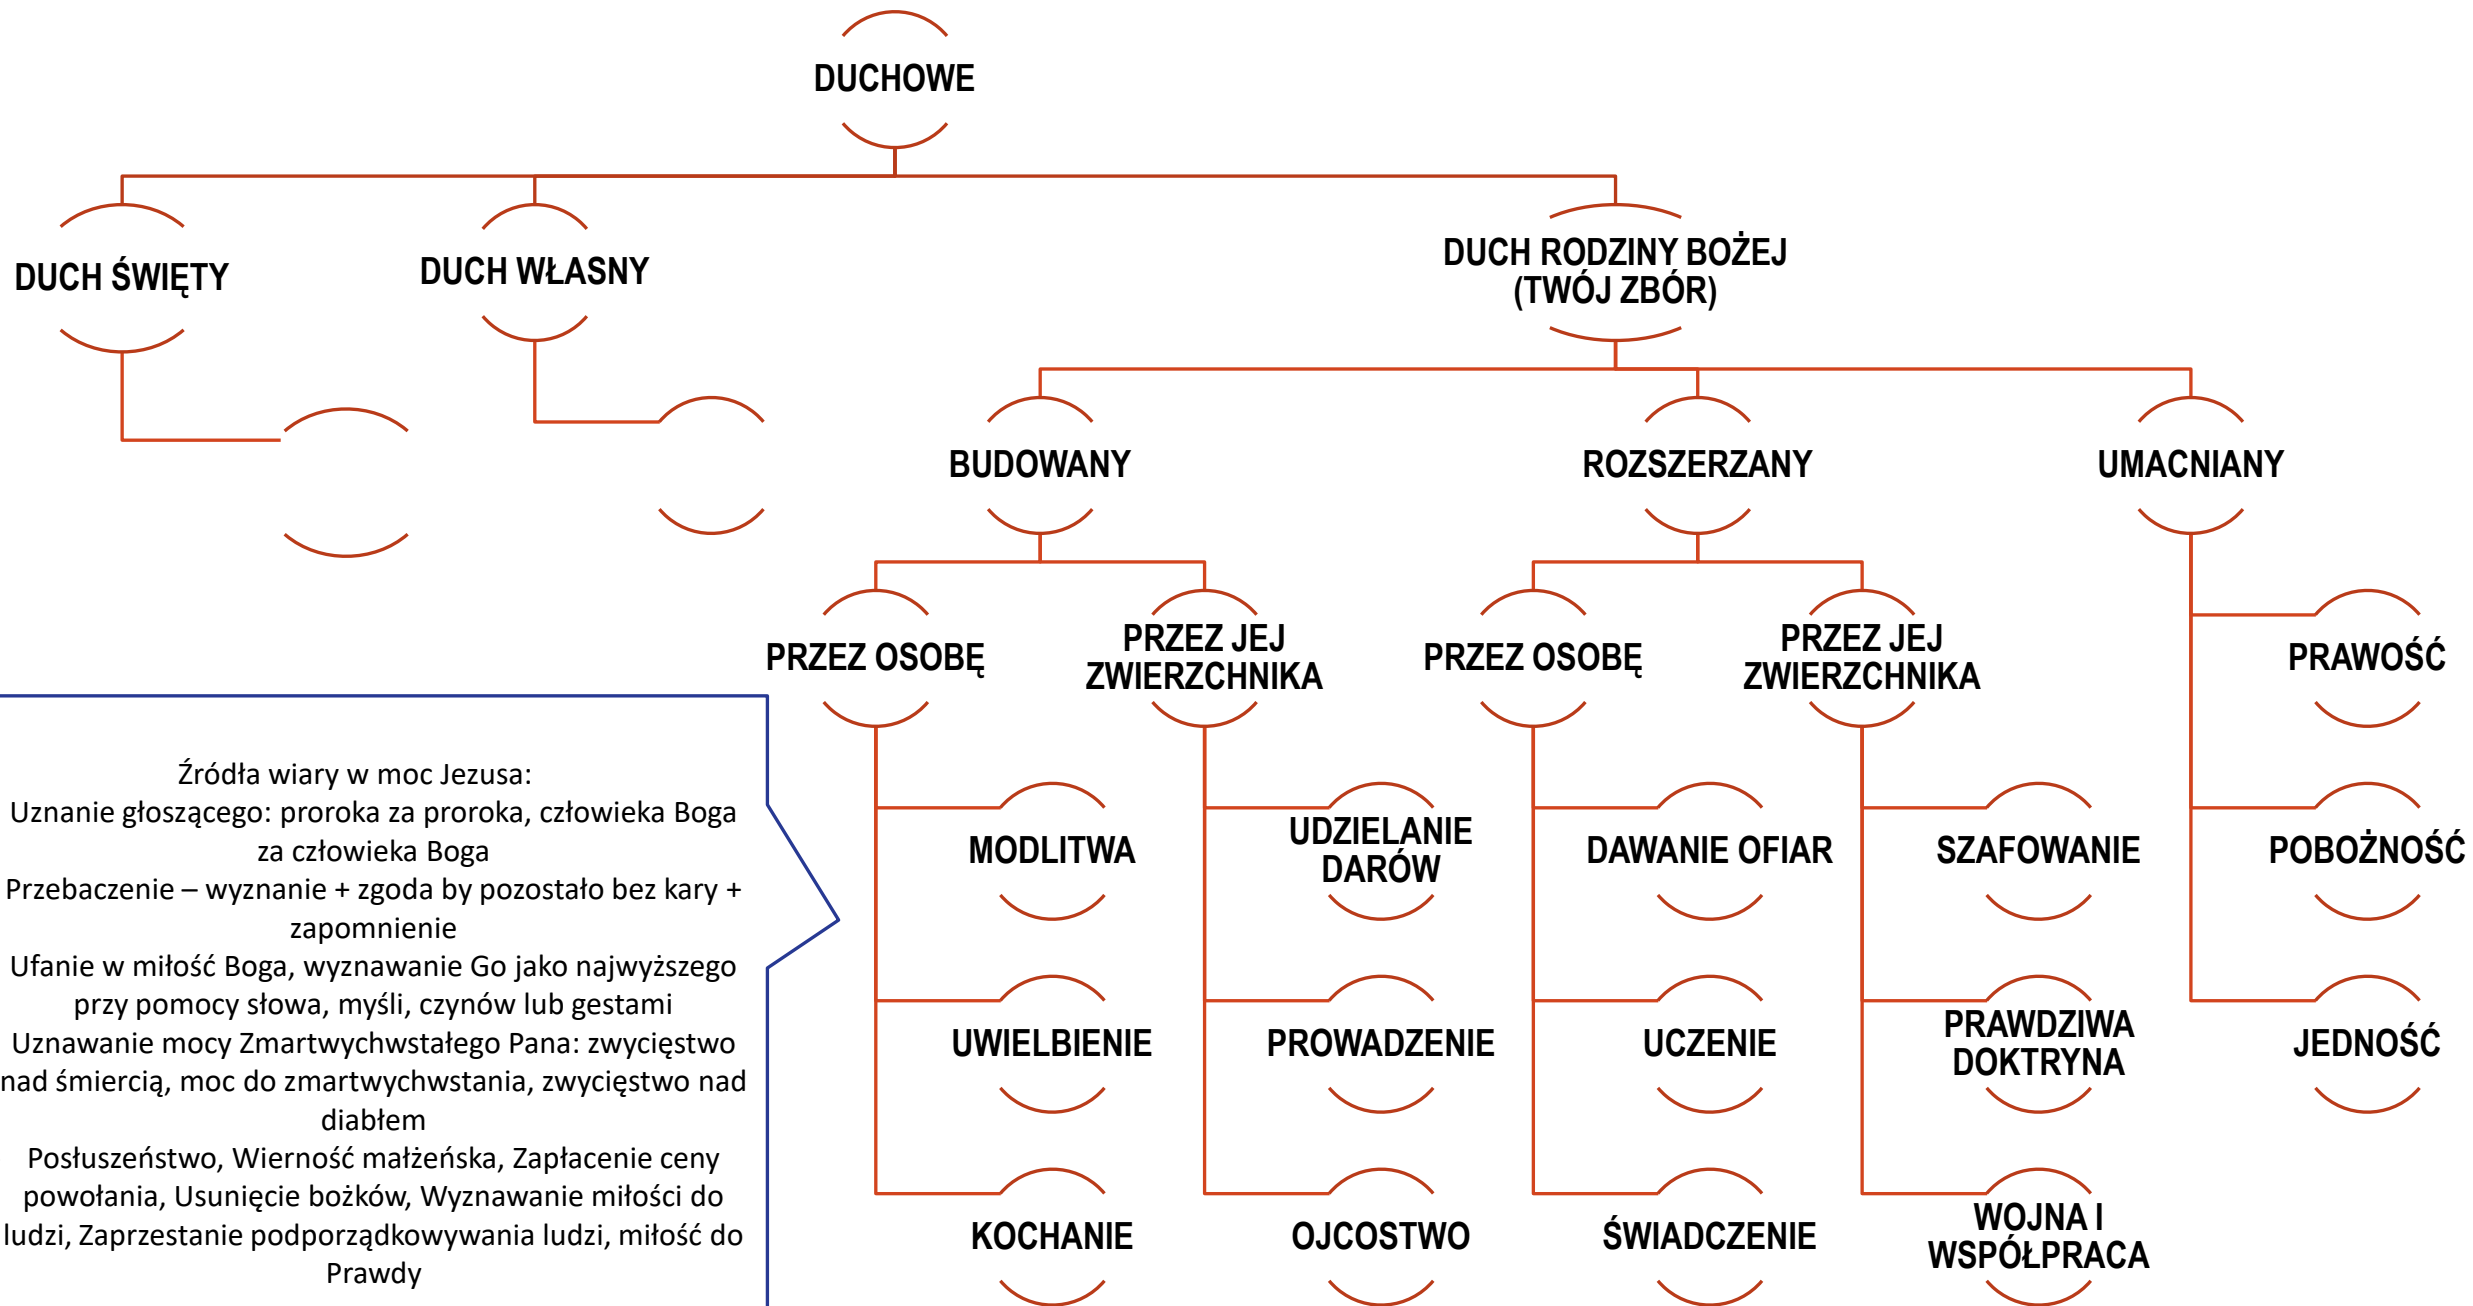 DUCHOWE
DUCH ŚWIĘTY
DUCH WŁASNY
DUCH RODZINY BOŻEJ
(TWÓJ ZBÓR)
BUDOWANY
ROZSZERZANY
UMACNIANY
PRZEZ OSOBĘ
PRZEZ JEJ
ZWIERZCHNIKA
PRZEZ OSOBĘ
PRZEZ JEJ
ZWIERZCHNIKA
PRAWOŚĆ
MODLITWA
UDZIELANIE
DARÓW
DAWANIE OFIAR
SZAFOWANIE
POBOŻNOŚĆ
UWIELBIENIE
PROWADZENIE
UCZENIE
PRAWDZIWA
DOKTRYNA
JEDNOŚĆ
KOCHANIE
OJCOSTWO
ŚWIADCZENIE
WOJNA I
WSPÓŁPRACA
Źródła wiary w moc Jezusa:
Uznanie głoszącego: proroka za proroka, człowieka Boga
za człowieka Boga
Przebaczenie – wyznanie + zgoda by pozostało bez kary +
zapomnienie
Ufanie w miłość Boga, wyznawanie Go jako najwyższego
przy pomocy słowa, myśli, czynów lub gestami
Uznawanie mocy Zmartwychwstałego Pana: zwycięstwo
nad śmiercią, moc do zmartwychwstania, zwycięstwo nad
diabłem
Posłuszeństwo, Wierność małżeńska, Zapłacenie ceny
powołania, Usunięcie bożków, Wyznawanie miłości do
ludzi, Zaprzestanie podporządkowywania ludzi, miłość do
Prawdy